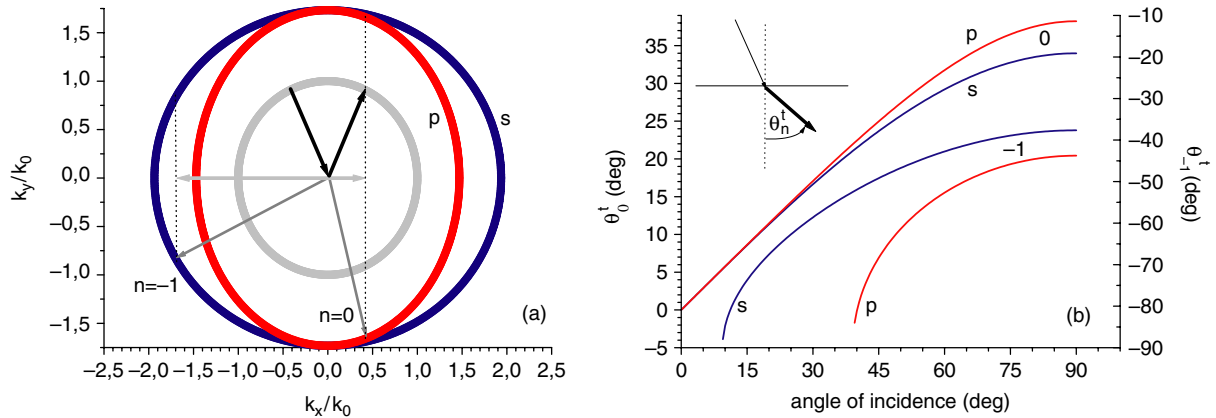 k_y/k_0
1,5
1,0
0,5
0,0
−0,5
−1,0
−1,5
p
s
n=−1
n=0
(a)
−2,5 −2,0 −1,5 −1,0 −0,5 0,0 0,5 1,0 1,5 2,0 2,5
k_x/k_0
θ_0^t (deg)
35
30
25
20
15
10
5
0
−5
θ_n^t
p
0
s
−1
s
p
(b)
0 15 30 45 60 75 90
angle of incidence (deg)
−10
−20
−30
−40
−50
−60
−70
−80
−90
θ_−1^t (deg)